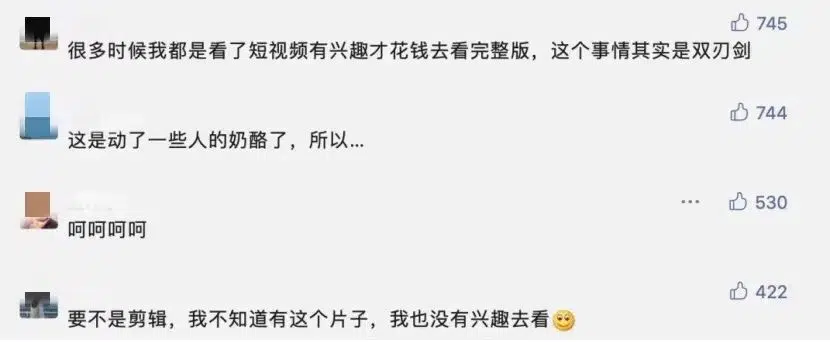 745
很多时候我都是看了短视频有兴趣才花钱去看完整版，这个事情其实是双刃剑
744
这是动了一些人的奶酪了，所以...
530
呵呵呵呵
422
要不是剪辑，我不知道有这个片子，我也没有兴趣去看